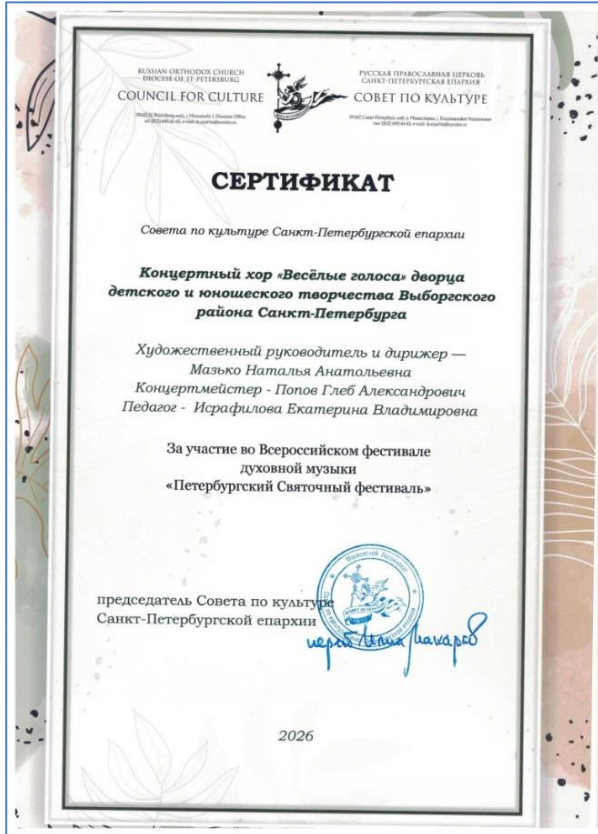 RUSSIAN ORTHODOX CHURCH
DIOCESE OF ST-PETERSBURG
COUNCIL FOR CULTURE
РУССКАЯ ПРАВОСЛАВНАЯ ЦЕРКОВЬ
САНКТ-ПЕТЕРБУРГСКАЯ ЕПАРХИЯ
СОВЕТ ПО КУЛЬТУРЕ
СЕРТИФИКАТ
Совета по культуре Санкт-Петербургской епархии
Концертный хор «Весёлые голоса» дворца
детского и юношеского творчества Выборгского
района Санкт-Петербурга
Художественный руководитель и дирижер —
Мазько Наталья Анатольевна
Концертмейстер - Попов Глеб Александрович
Педагог - Исрафилова Екатерина Владимировна
За участие во Всероссийском фестивале
духовной музыки
«Петербургский Святочный фестиваль»
председатель Совета по культуре
Санкт-Петербургской епархии
иерей Илия Макаров
2026